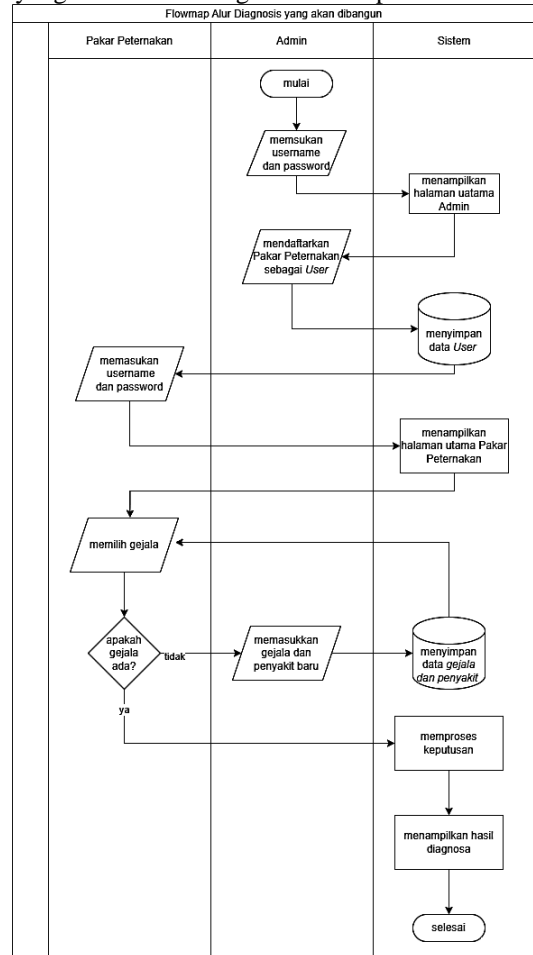 Flowmap Alur Diagnosis yang akan dibangun
Pakar Peternakan
Admin
Sistem
mulai
memsukan
username
dan password
menampilkan
halaman uatama
Admin
mendaftarkan
Pakar Peternakan
sebagai User
menyimpan
data User
memasukan
username
dan password
menampilkan
halaman utama Pakar
Peternakan
memilih gejala
apakah
gejala
ada?
tidak
memasukkan
gejala dan
penyakit baru
menyimpan
data gejala
dan penyakit
ya
memproses
keputusan
menampilkan hasil
diagnosa
selesai